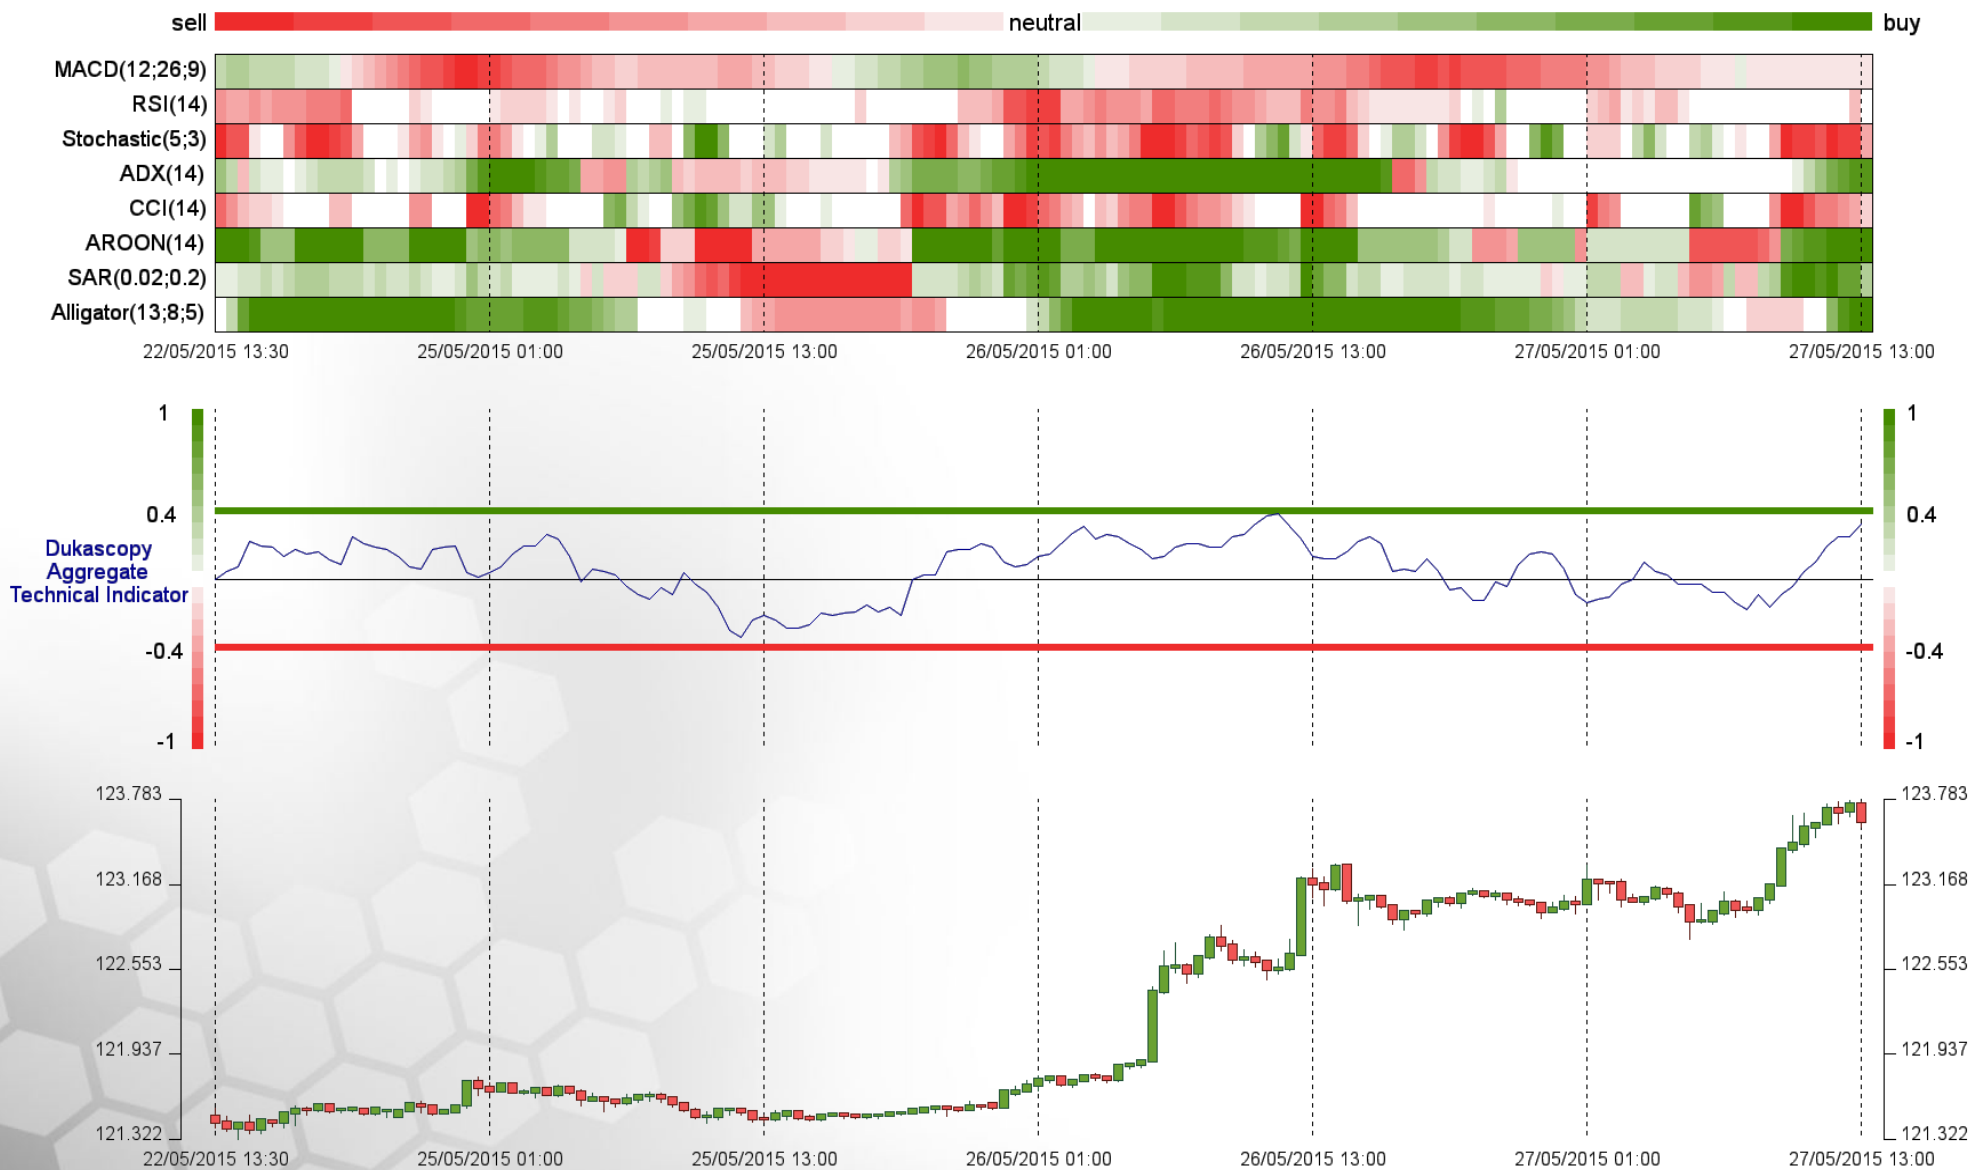 sell neutral buy
MACD(12;26;9)
RSI(14)
Stochastic(5;3)
ADX(14)
CCI(14)
AROON(14)
SAR(0.02;0.2)
Alligator(13;8;5)
22/05/2015 13:30 25/05/2015 01:00 25/05/2015 13:00 26/05/2015 01:00 26/05/2015 13:00 27/05/2015 01:00 27/05/2015 13:00
1 1
0.4 0.4
Dukascopy
Aggregate
Technical Indicator
-0.4 -0.4
-1 -1
123.783 123.783
123.168 123.168
122.553 122.553
121.937 121.937
121.322 121.322
22/05/2015 13:30 25/05/2015 01:00 25/05/2015 13:00 26/05/2015 01:00 26/05/2015 13:00 27/05/2015 01:00 27/05/2015 13:00